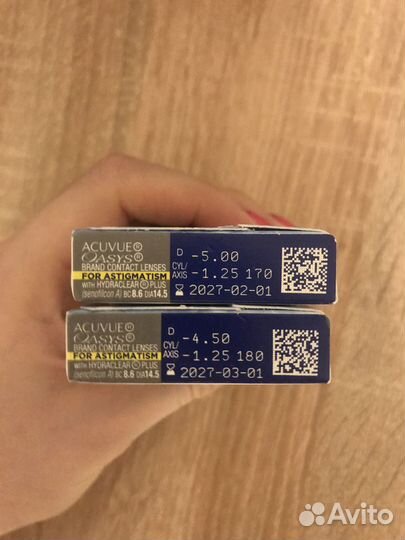 ACUVUE®
OASYS®
BRAND CONTACT LENSES
FOR ASTIGMATISM
WITH HYDRACLEAR® PLUS
(senofilcon A) BC 8.6 DIA 14.5
D -5.00
CYL/AXIS -1.25 170
2027-02-01
ACUVUE®
OASYS®
BRAND CONTACT LENSES
FOR ASTIGMATISM
WITH HYDRACLEAR® PLUS
(senofilcon A) BC 8.6 DIA 14.5
D -4.50
CYL/AXIS -1.25 180
2027-03-01
Avito